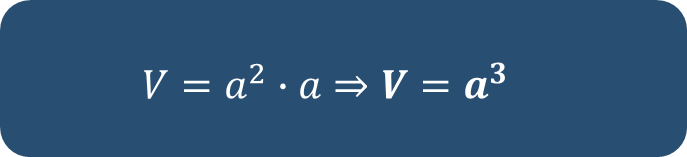 V = a² · a ⇒ V = a³